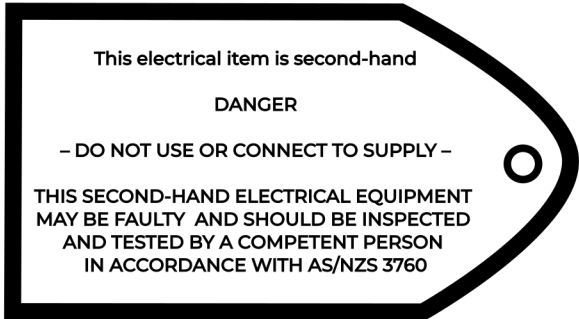 This electrical item is second-hand
DANGER
– DO NOT USE OR CONNECT TO SUPPLY –
THIS SECOND-HAND ELECTRICAL EQUIPMENT
MAY BE FAULTY AND SHOULD BE INSPECTED
AND TESTED BY A COMPETENT PERSON
IN ACCORDANCE WITH AS/NZS 3760